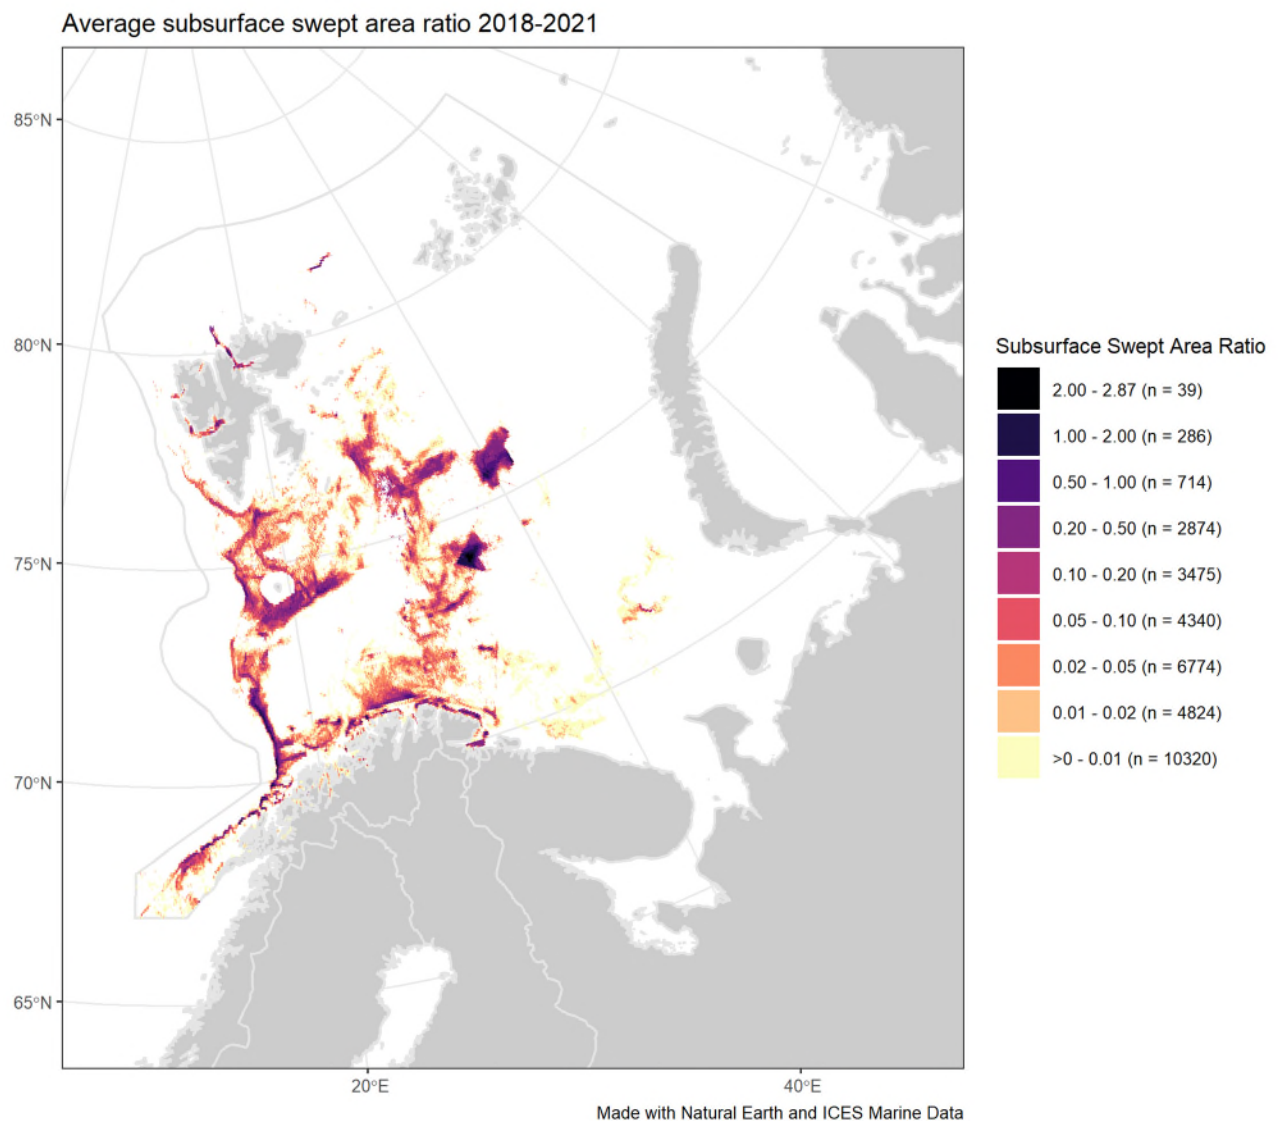 Average subsurface swept area ratio 2018-2021
85°N
80°N
75°N
70°N
65°N
20°E
40°E
Subsurface Swept Area Ratio
2.00 - 2.87 (n = 39)
1.00 - 2.00 (n = 286)
0.50 - 1.00 (n = 714)
0.20 - 0.50 (n = 2874)
0.10 - 0.20 (n = 3475)
0.05 - 0.10 (n = 4340)
0.02 - 0.05 (n = 6774)
0.01 - 0.02 (n = 4824)
>0 - 0.01 (n = 10320)
Made with Natural Earth and ICES Marine Data